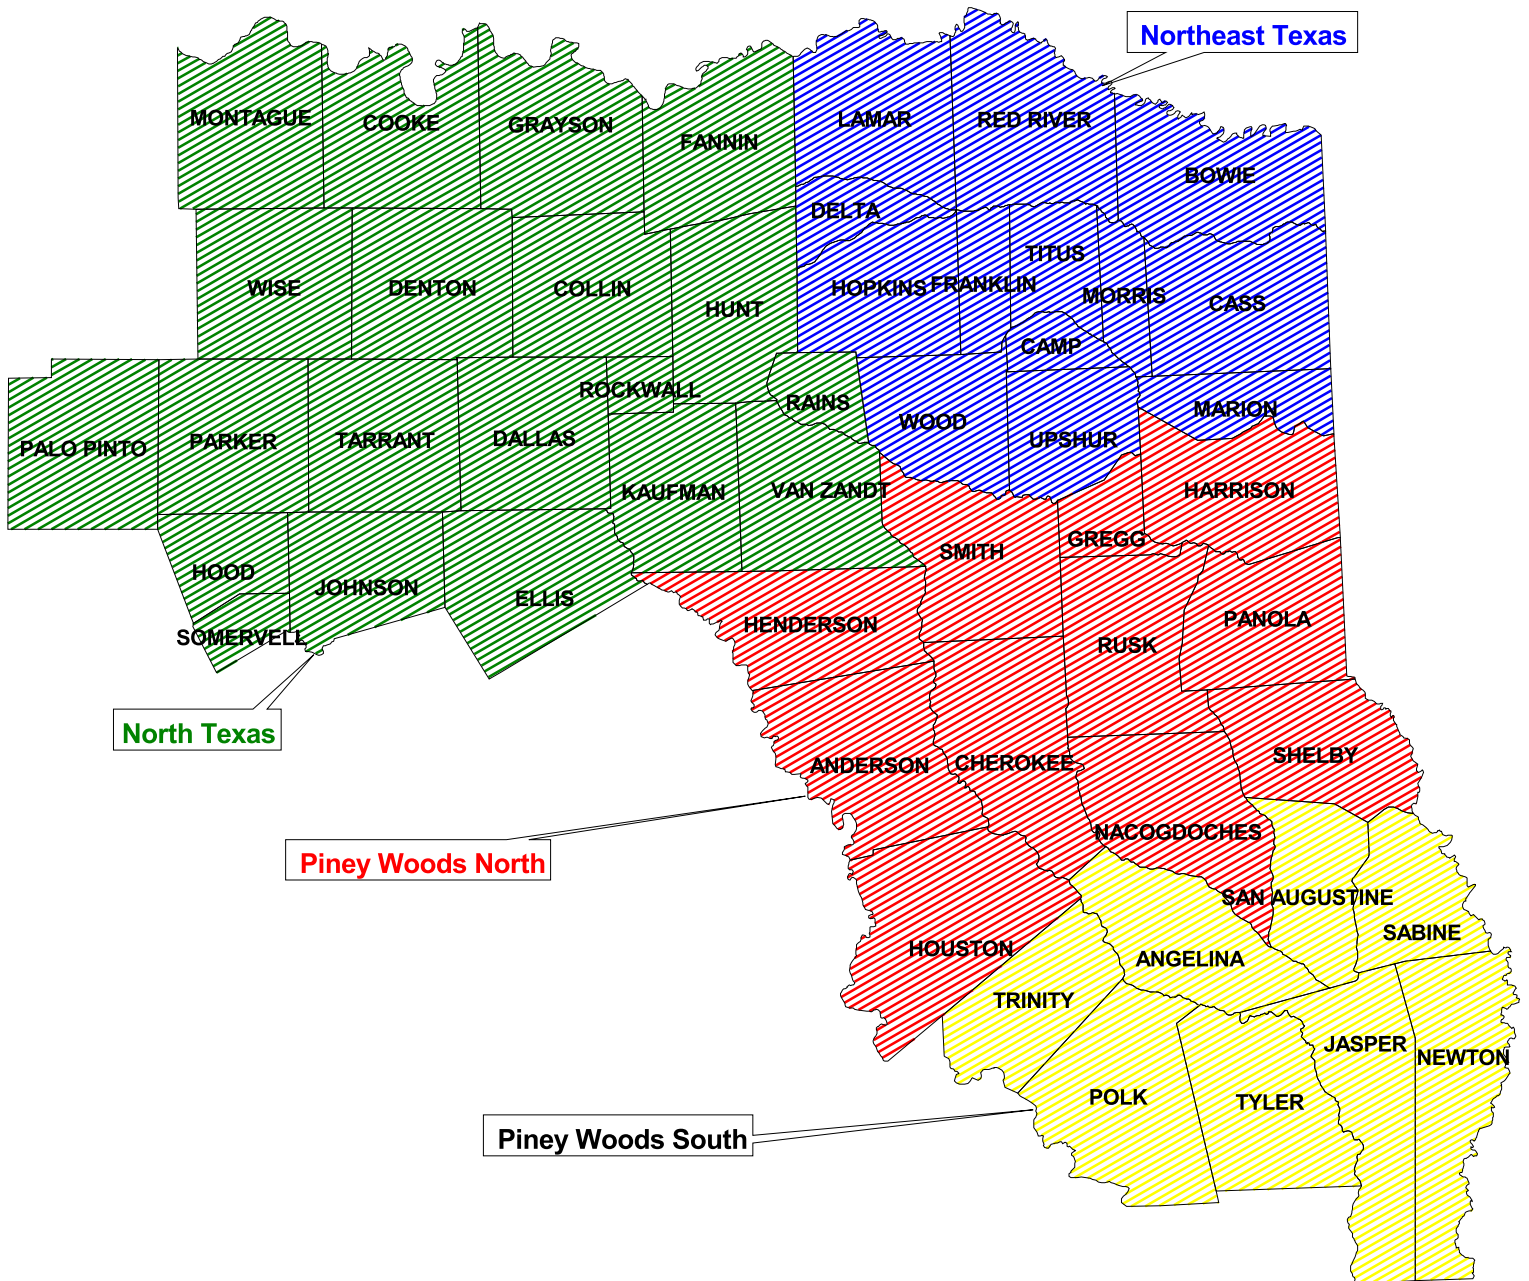 Northeast Texas
MONTAGUE
COOKE
GRAYSON
FANNIN
LAMAR
RED RIVER
BOWIE
DELTA
TITUS
WISE
DENTON
COLLIN
HUNT
HOPKINS
FRANKLIN
MORRIS
CASS
CAMP
ROCKWALL
RAINS
WOOD
MARION
PALO PINTO
PARKER
TARRANT
DALLAS
UPSHUR
KAUFMAN
VAN ZANDT
HARRISON
SMITH
GREGG
HOOD
JOHNSON
ELLIS
HENDERSON
PANOLA
SOMERVELL
RUSK
North Texas
ANDERSON
CHEROKEE
SHELBY
NACOGDOCHES
Piney Woods North
SAN AUGUSTINE
SABINE
HOUSTON
ANGELINA
TRINITY
JASPER
NEWTON
POLK
TYLER
Piney Woods South